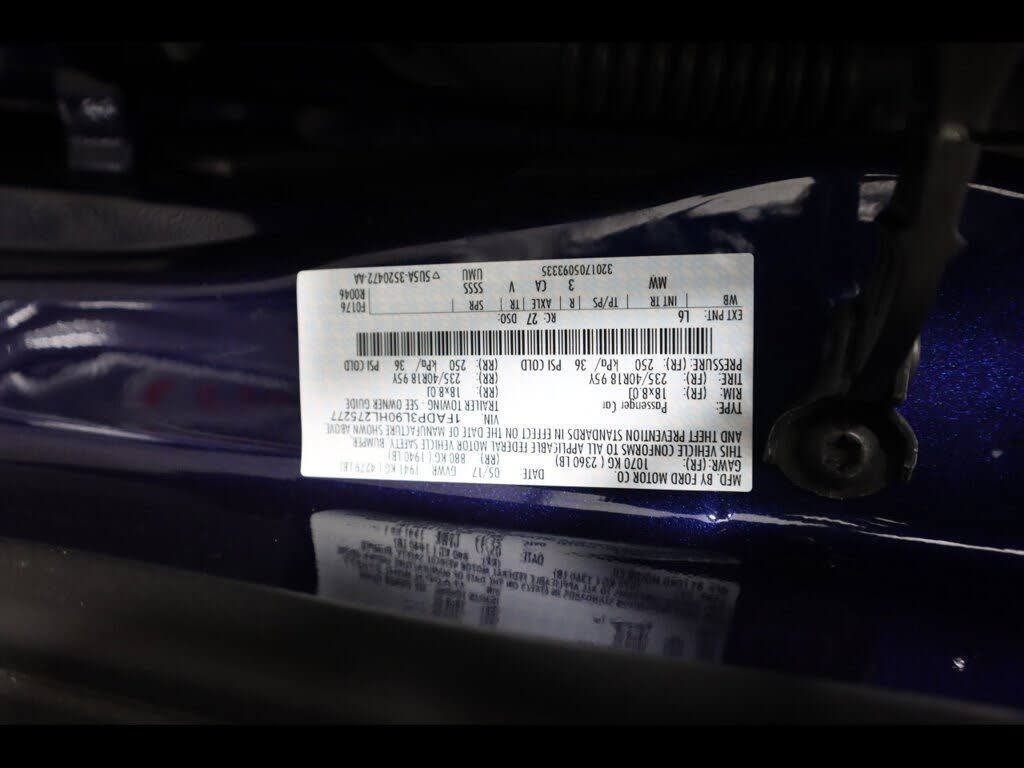 MFD. BY FORD MOTOR CO.
DATE 05/17 GVWR 1941 KG ( 4279 LB)
GAWR: (FR): 1070 KG ( 2360 LB) (RR) 880 KG ( 1940 LB)
THIS VEHICLE CONFORMS TO ALL APPLICABLE FEDERAL MOTOR VEHICLE SAFETY, BUMPER,
AND THEFT PREVENTION STANDARDS IN EFFECT ON THE DATE OF MANUFACTURE SHOWN ABOVE.
VIN: 1FADP3L90HL275277
TYPE: Passenger Car TRAILER TOWING - SEE OWNER GUIDE
RIM: 18x8.0J (RR): 18x8.0J
TIRE: (FR): 235/40R18 95Y (RR): 235/40R18 95Y
PRESSURE: (FR): 250 kPa/ 36 PSI COLD (RR): 250 kPa/ 36 PSI COLD
EXT PNT: L6 RC: 27 DSO: F0176
WB INT TR TP/PS R AXLE TR SPR R0046
MW 3 CA V SSSS UMU
320170509335 ▽5U5A-3520472-AA